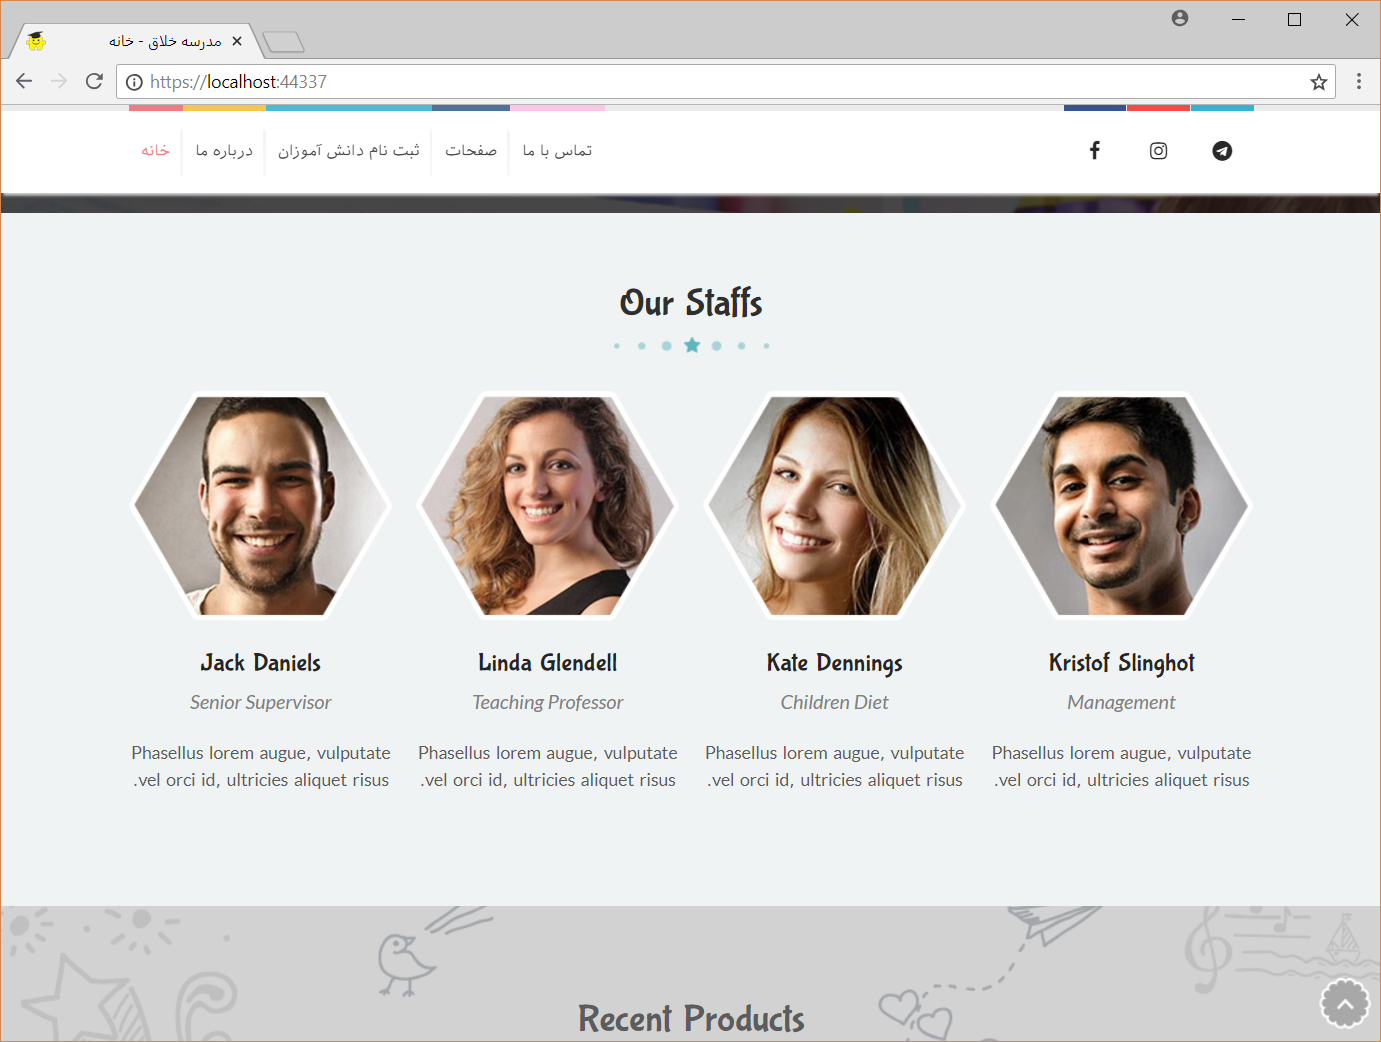 مدرسه خلاق - خانه
https://localhost:44337
خانه
درباره ما
ثبت نام دانش آموزان
صفحات
تماس با ما
Our Staffs
Jack Daniels
Senior Supervisor
Phasellus lorem augue, vulputate
.vel orci id, ultricies aliquet risus
Linda Glendell
Teaching Professor
Phasellus lorem augue, vulputate
.vel orci id, ultricies aliquet risus
Kate Dennings
Children Diet
Phasellus lorem augue, vulputate
.vel orci id, ultricies aliquet risus
Kristof Slinghot
Management
Phasellus lorem augue, vulputate
.vel orci id, ultricies aliquet risus
Recent Products